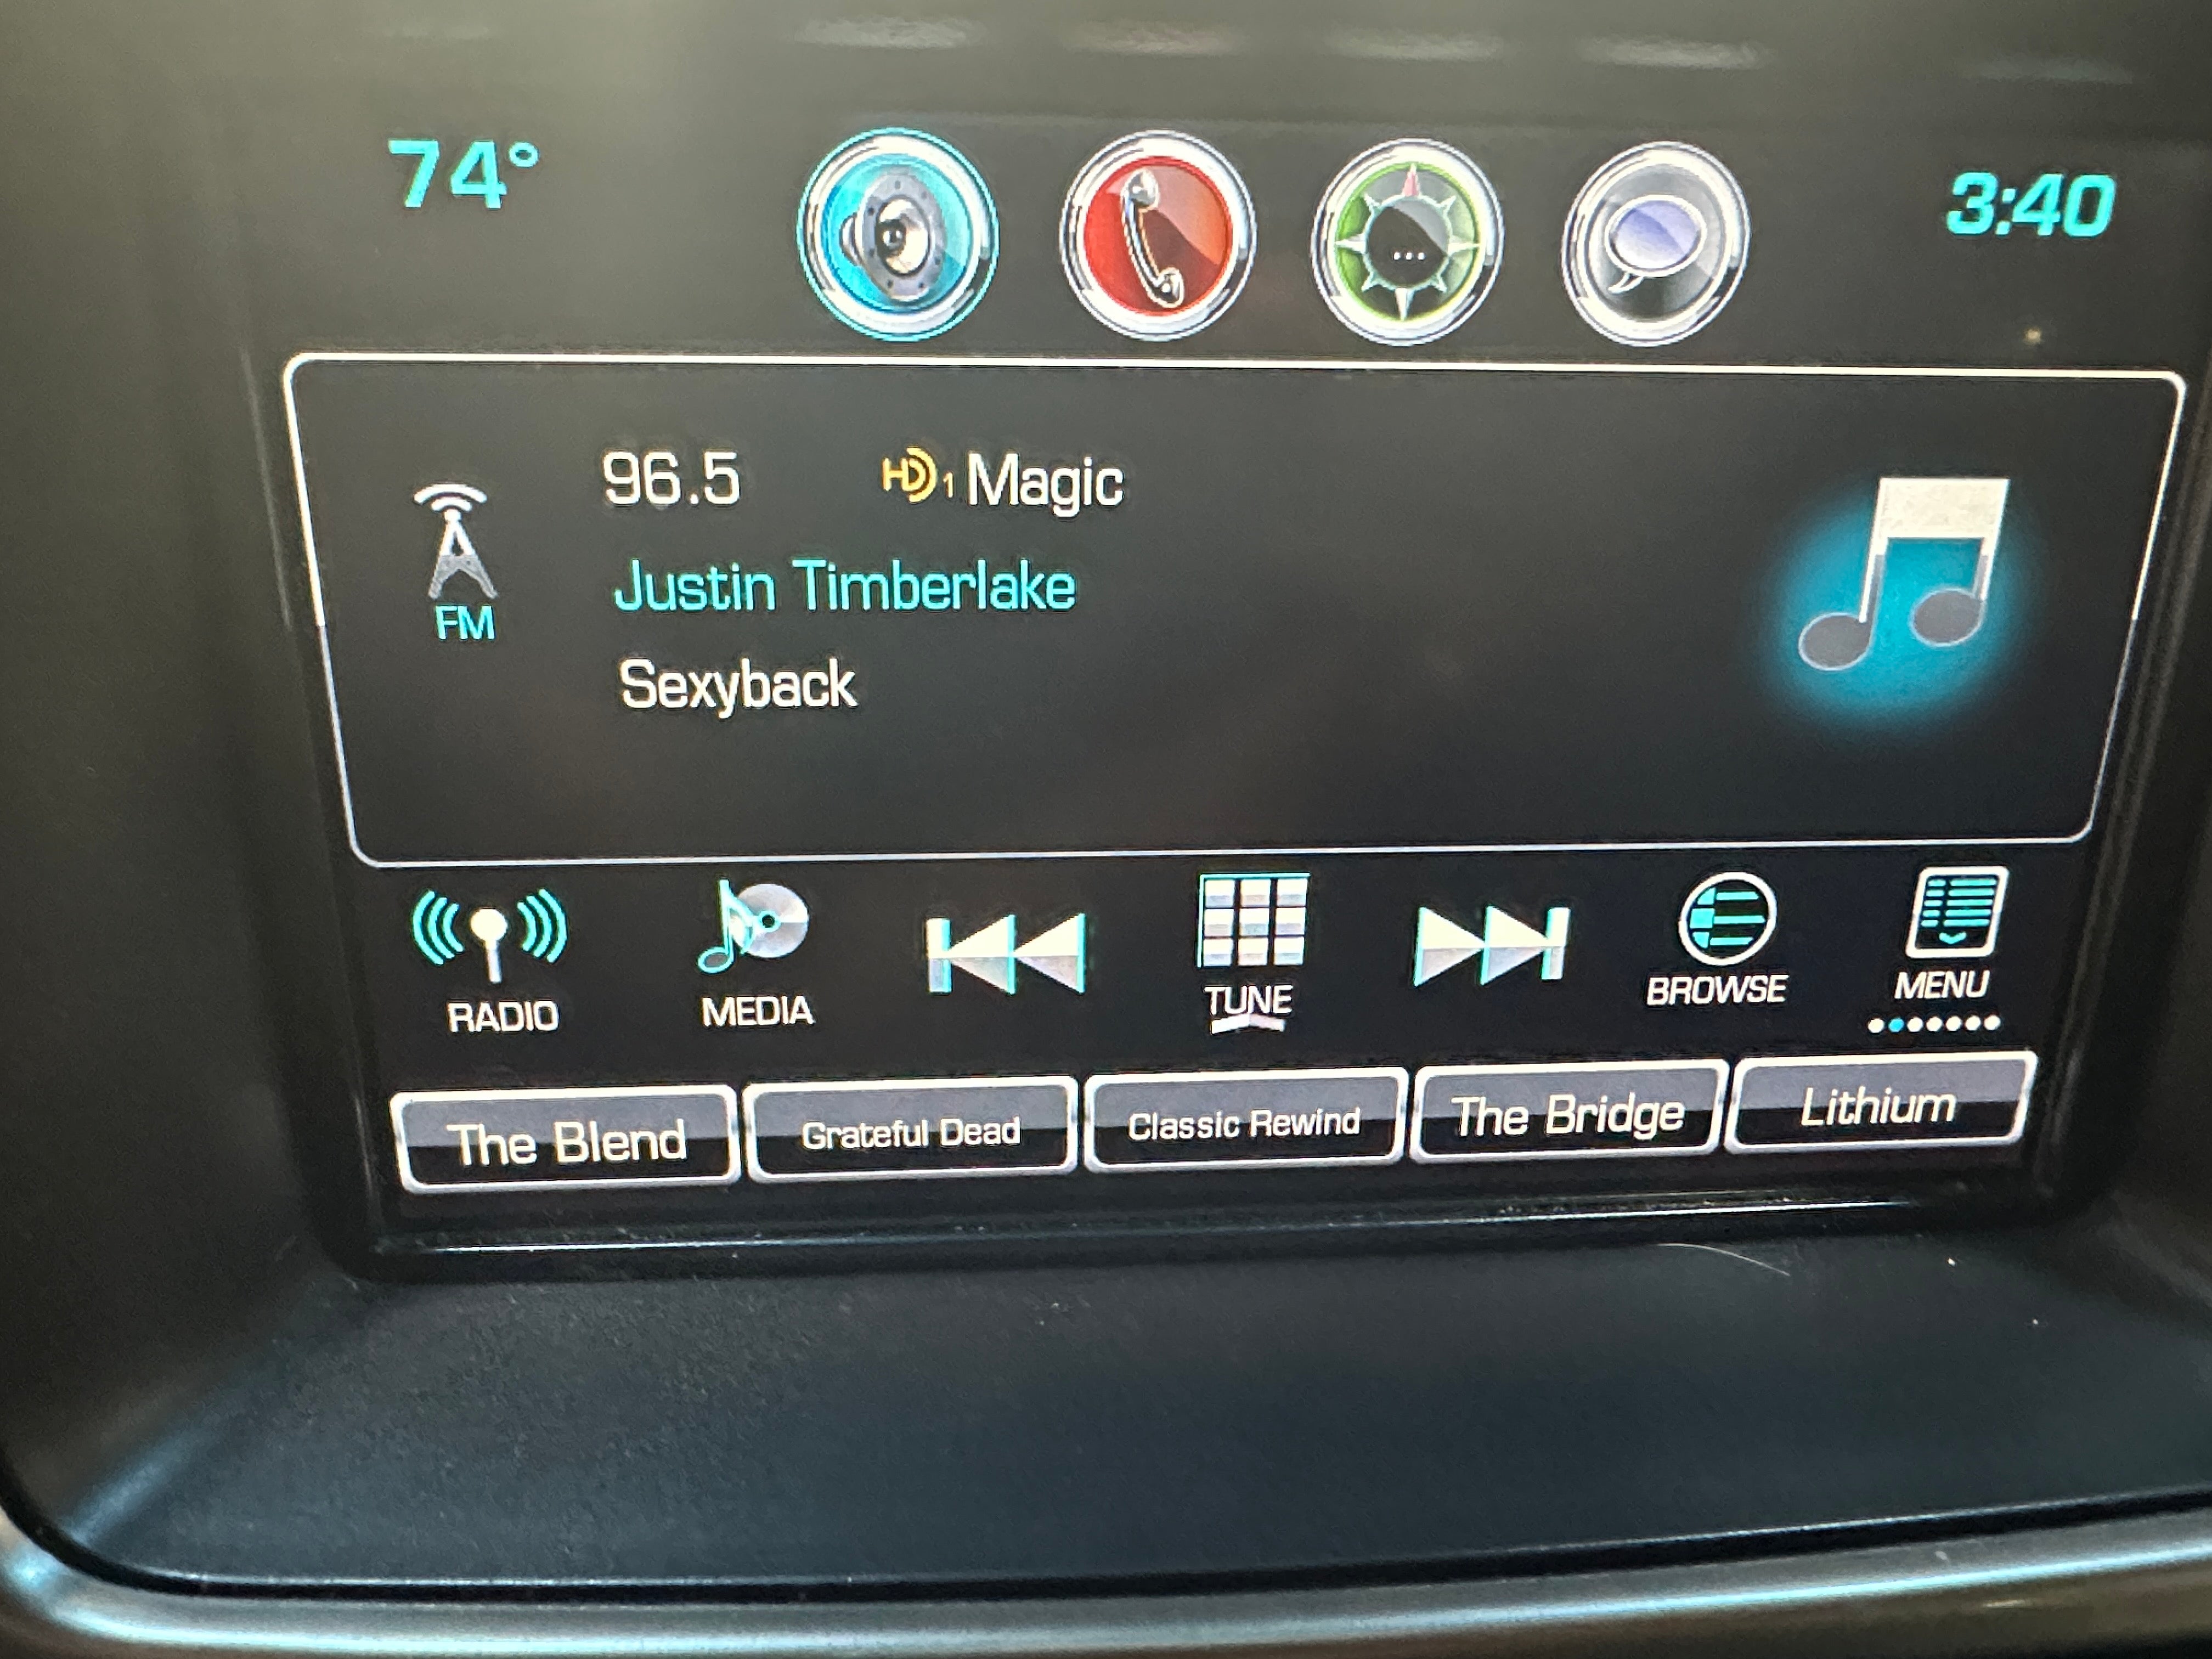 74° 3:40
96.5 HD 1 Magic
FM
Justin Timberlake
Sexyback
RADIO MEDIA TUNE BROWSE MENU
The Blend Grateful Dead Classic Rewind The Bridge Lithium